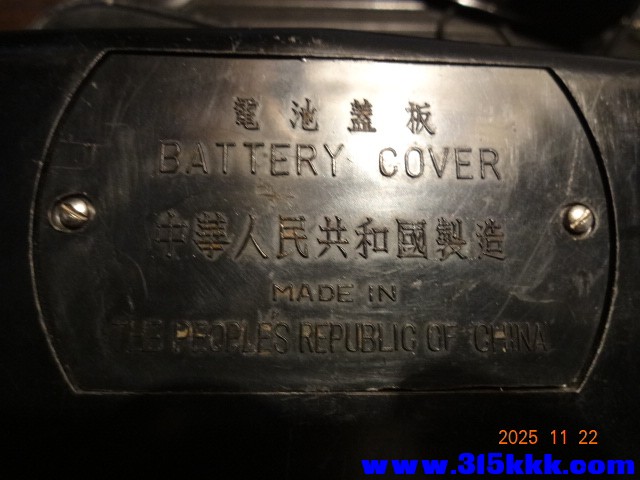 電池蓋板
BATTERY COVER
中華人民共和國製造
MADE IN
THE PEOPLES REPUBLIC OF CHINA
2025 11 22
www.315kkk.com